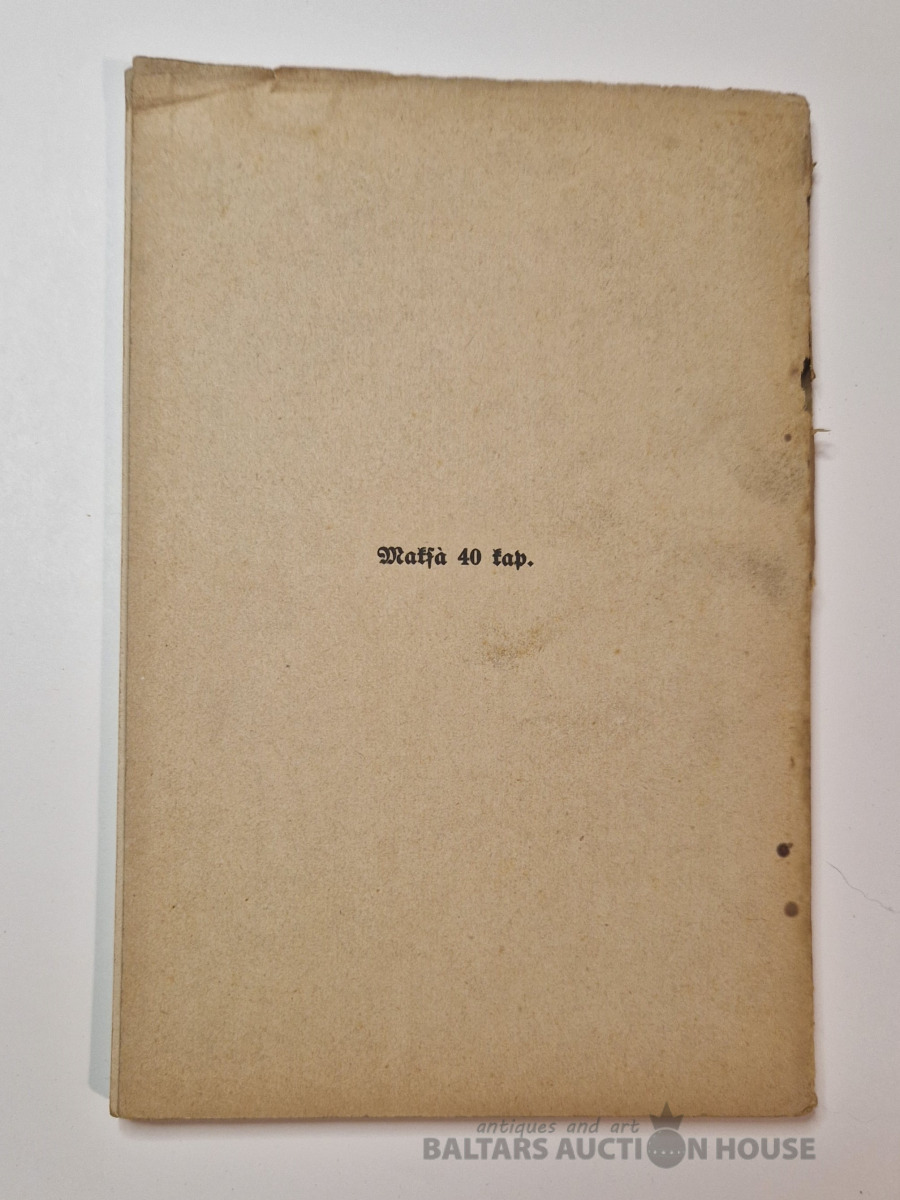 Makſà 40 kap.
antiques and art
BALTARS AUCTION HOUSE